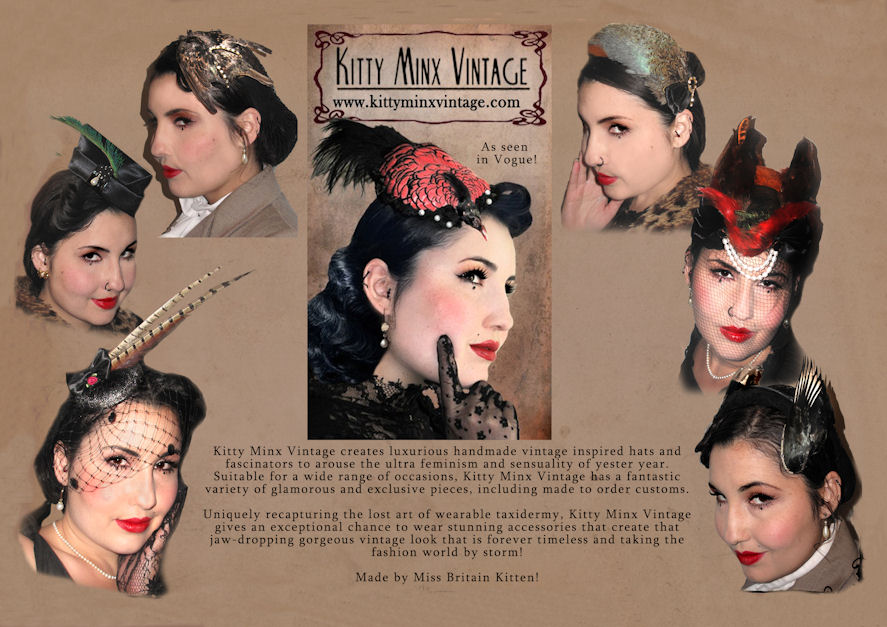 KITTY MINX VINTAGE
www.kittyminxvintage.com
As seen
in Vogue!
Kitty Minx Vintage creates luxurious handmade vintage inspired hats and
fascinators to arouse the ultra feminism and sensuality of yester year.
Suitable for a wide range of occasions, Kitty Minx Vintage has a fantastic
variety of glamorous and exclusive pieces, including made to order customs.
Uniquely recapturing the lost art of wearable taxidermy, Kitty Minx Vintage
gives an exceptional chance to wear stunning accessories that create that
jaw-dropping gorgeous vintage look that is forever timeless and taking the
fashion world by storm!
Made by Miss Britain Kitten!